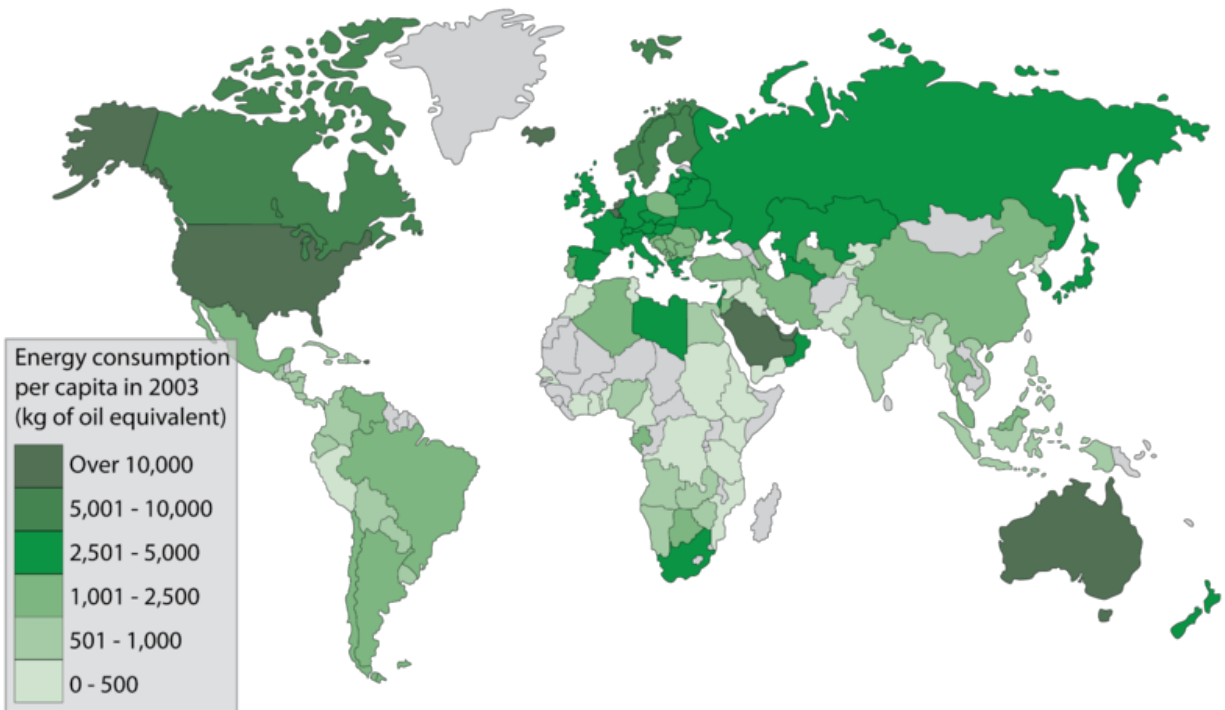 Energy consumption
per capita in 2003
(kg of oil equivalent)
Over 10,000
5,001 - 10,000
2,501 - 5,000
1,001 - 2,500
501 - 1,000
0 - 500